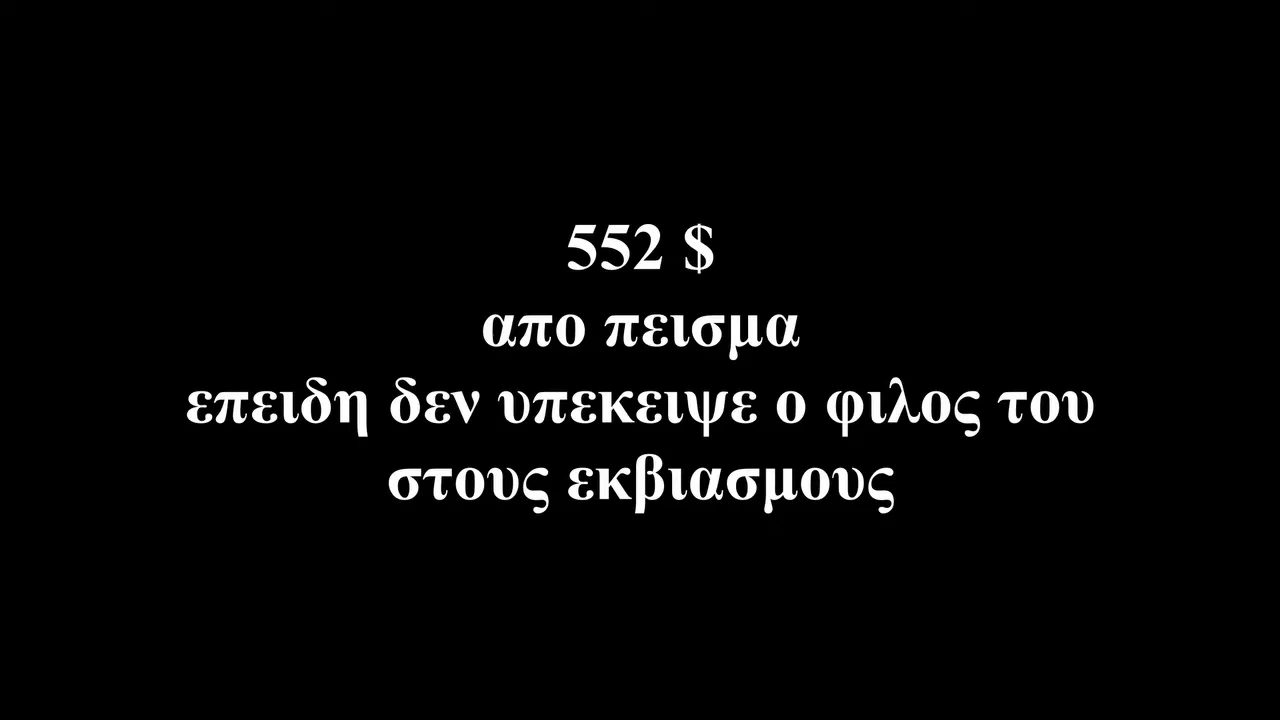 552 $
απο πεισμα
επειδη δεν υπεκειψε ο φιλος του
στους εκβιασμους